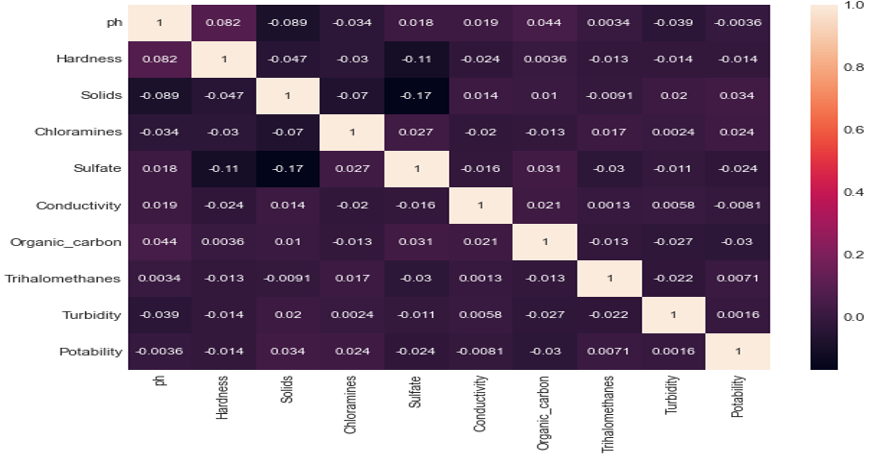 ph 1 0.082 -0.089 -0.034 0.018 0.019 0.044 0.0034 -0.039 -0.0036
Hardness 0.082 1 -0.047 -0.03 -0.11 -0.024 0.0036 -0.013 -0.014 -0.014
Solids -0.089 -0.047 1 -0.07 -0.17 0.014 0.01 -0.0091 0.02 0.034
Chloramines -0.034 -0.03 -0.07 1 0.027 -0.02 -0.013 0.017 0.0024 0.024
Sulfate 0.018 -0.11 -0.17 0.027 1 -0.016 0.031 -0.03 -0.011 -0.024
Conductivity 0.019 -0.024 0.014 -0.02 -0.016 1 0.021 0.0013 0.0058 -0.0081
Organic_carbon 0.044 0.0036 0.01 -0.013 0.031 0.021 1 -0.013 -0.027 -0.03
Trihalomethanes 0.0034 -0.013 -0.0091 0.017 -0.03 0.0013 -0.013 1 -0.022 0.0071
Turbidity -0.039 -0.014 0.02 0.0024 -0.011 0.0058 -0.027 -0.022 1 0.0016
Potability -0.0036 -0.014 0.034 0.024 -0.024 -0.0081 -0.03 0.0071 0.0016 1
ph Hardness Solids Chloramines Sulfate Conductivity Organic_carbon Trihalomethanes Turbidity Potability
1.0
0.8
0.6
0.4
0.2
0.0